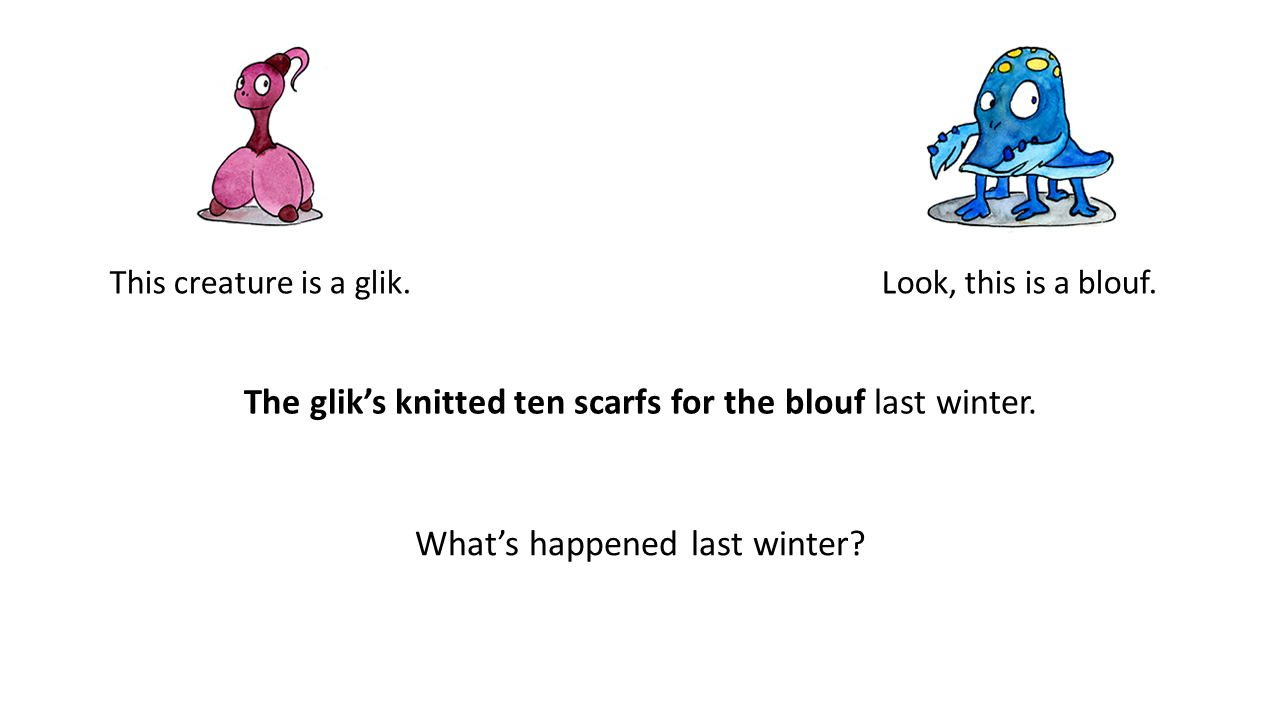 This creature is a glik.
Look, this is a blouf.
The glik’s knitted ten scarfs for the blouf last winter.
What’s happened last winter?